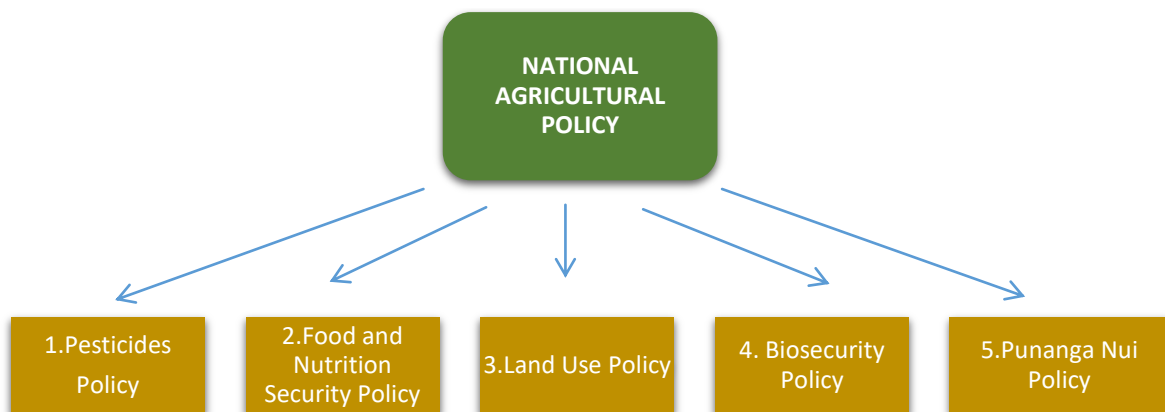 NATIONAL
AGRICULTURAL
POLICY
1.Pesticides
Policy
2.Food and
Nutrition
Security Policy
3.Land Use Policy
4. Biosecurity
Policy
5.Punanga Nui
Policy